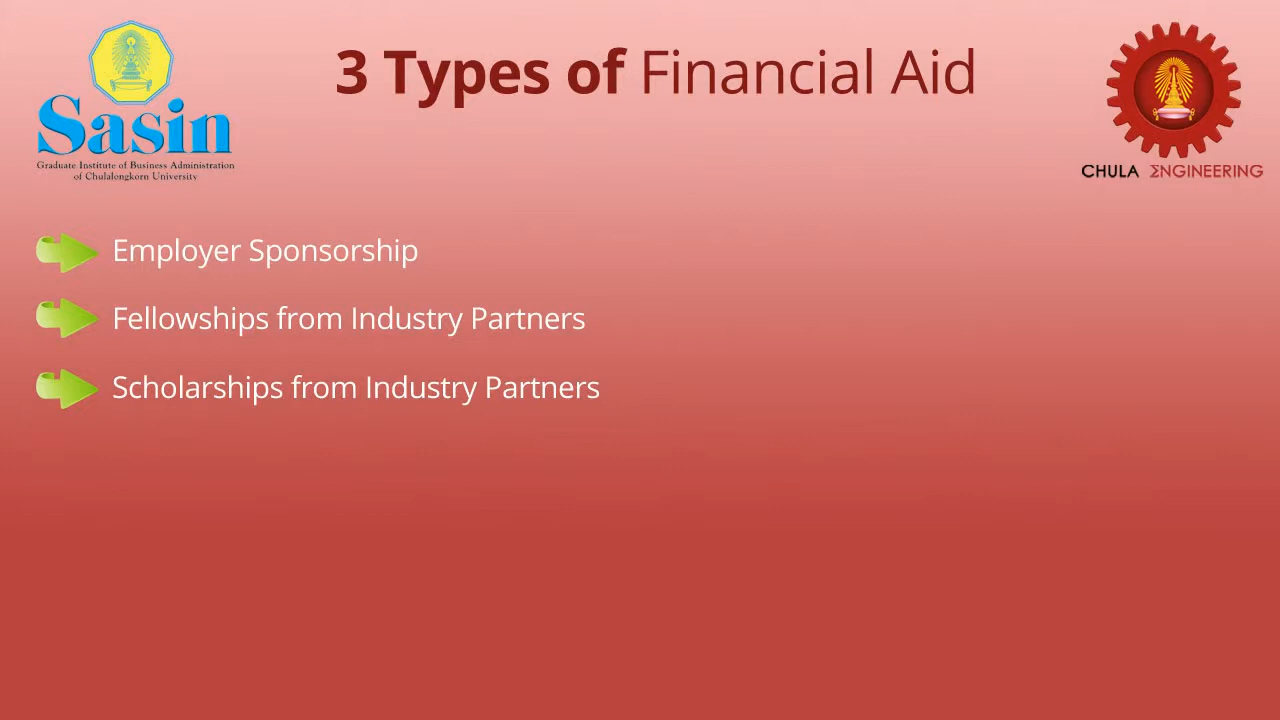 3 Types of Financial Aid
Sasin
Graduate Institute of Business Administration
of Chulalongkorn University
CHULA ΣNGINEERING
Employer Sponsorship
Fellowships from Industry Partners
Scholarships from Industry Partners